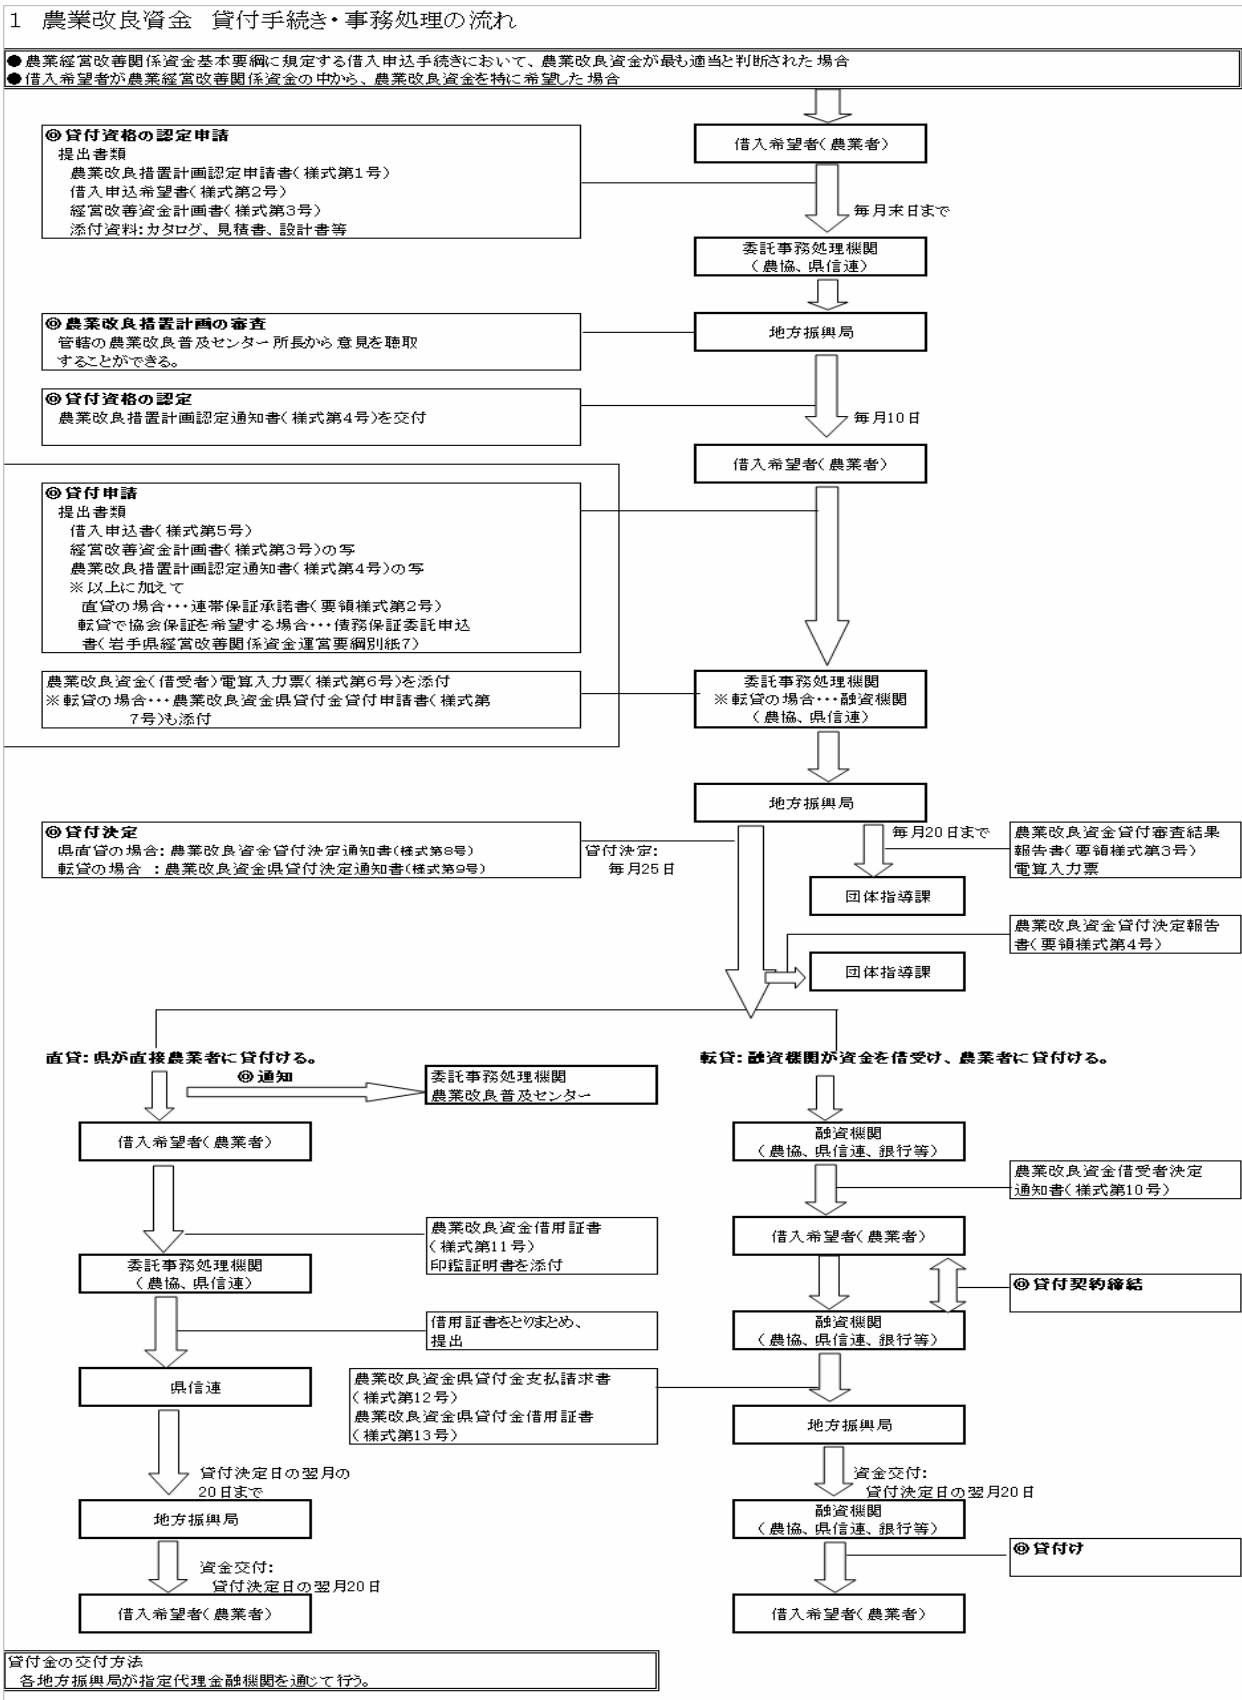 1　農業改良資金　貸付手続き・事務処理の流れ
●農業経営改善関係資金基本要綱に規定する借入申込手続きにおいて、農業改良資金が最も適当と判断された場合
●借入希望者が農業経営改善関係資金の中から、農業改良資金を特に希望した場合
◎貸付資格の認定申請
提出書類
農業改良措置計画認定申請書(様式第1号)
借入申込希望書(様式第2号)
経営改善資金計画書(様式第3号)
添付資料：カタログ、見積書、設計書等
借入希望者(農業者)
毎月末日まで
委託事務処理機関
(農協、県信連)
◎農業改良措置計画の審査
管轄の農業改良普及センター所長から意見を聴取
することができる。
地方振興局
◎貸付資格の認定
農業改良措置計画認定通知書(様式第4号)を交付
毎月10日
借入希望者(農業者)
◎貸付申請
提出書類
借入申込書(様式第5号)
経営改善資金計画書(様式第3号)の写
農業改良措置計画認定通知書(様式第4号)の写
※以上に加えて
直貸の場合・・・連帯保証承諾書(要領様式第2号)
転貸で協会保証を希望する場合・・・債務保証委託申込
書(岩手県経営改善関係資金運営要綱別紙7)
農業改良資金(借受者)電算入力票(様式第6号)を添付
※転貸の場合・・・農業改良資金県貸付金貸付申請書(様式第
7号)も添付
委託事務処理機関
※転貸の場合・・・融資機関
(農協、県信連)
地方振興局
◎貸付決定
県直貸の場合：農業改良資金貸付決定通知書(様式第8号)
転貸の場合　：農業改良資金県貸付決定通知書(様式第9号)
貸付決定：
毎月25日
毎月20日まで
農業改良資金貸付審査結果
報告書(要領様式第3号)
電算入力票
団体指導課
農業改良資金貸付決定報告
書(要領様式第4号)
団体指導課
直貸：県が直接農業者に貸付ける。
◎通知
委託事務処理機関
農業改良普及センター
借入希望者(農業者)
農業改良資金借用証書
(様式第11号)
印鑑証明書を添付
委託事務処理機関
(農協、県信連)
借用証書をとりまとめ、
提出
県信連
貸付決定日の翌月の
20日まで
地方振興局
資金交付：
貸付決定日の翌月20日
借入希望者(農業者)
転貸：融資機関が資金を借受け、農業者に貸付ける。
融資機関
(農協、県信連、銀行等)
農業改良資金借受者決定
通知書(様式第10号)
借入希望者(農業者)
◎貸付契約締結
融資機関
(農協、県信連、銀行等)
農業改良資金県貸付金支払請求書
(様式第12号)
農業改良資金県貸付金借用証書
(様式第13号)
地方振興局
資金交付：
貸付決定日の翌月20日
融資機関
(農協、県信連、銀行等)
◎貸付け
借入希望者(農業者)
貸付金の交付方法
各地方振興局が指定代理金融機関を通じて行う。